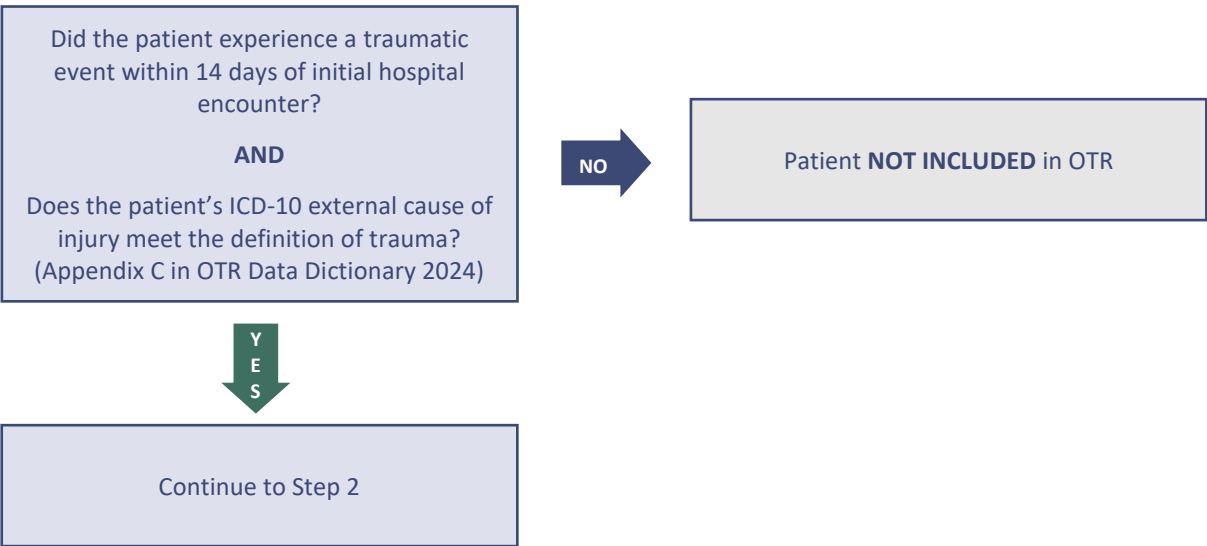 Did the patient experience a traumatic
event within 14 days of initial hospital
encounter?
AND
Does the patient’s ICD-10 external cause of
injury meet the definition of trauma?
(Appendix C in OTR Data Dictionary 2024)
NO
Patient NOT INCLUDED in OTR
Y
E
S
Continue to Step 2